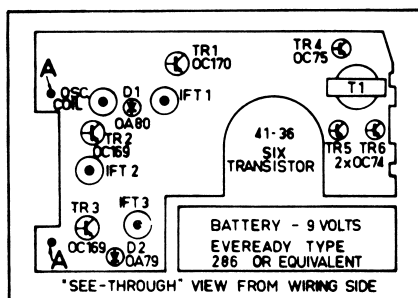 TR1
OC170
TR4
OC75
A
OSC
COIL
D1
OA80
IFT 1
T1
TR2
OC169
IFT 2
41-36
SIX
TRANSISTOR
TR5
TR6
2xOC74
TR3
OC169
IFT3
D2
OA79
A
BATTERY - 9 VOLTS
EVEREADY TYPE
286 OR EQUIVALENT
"SEE-THROUGH" VIEW FROM WIRING SIDE